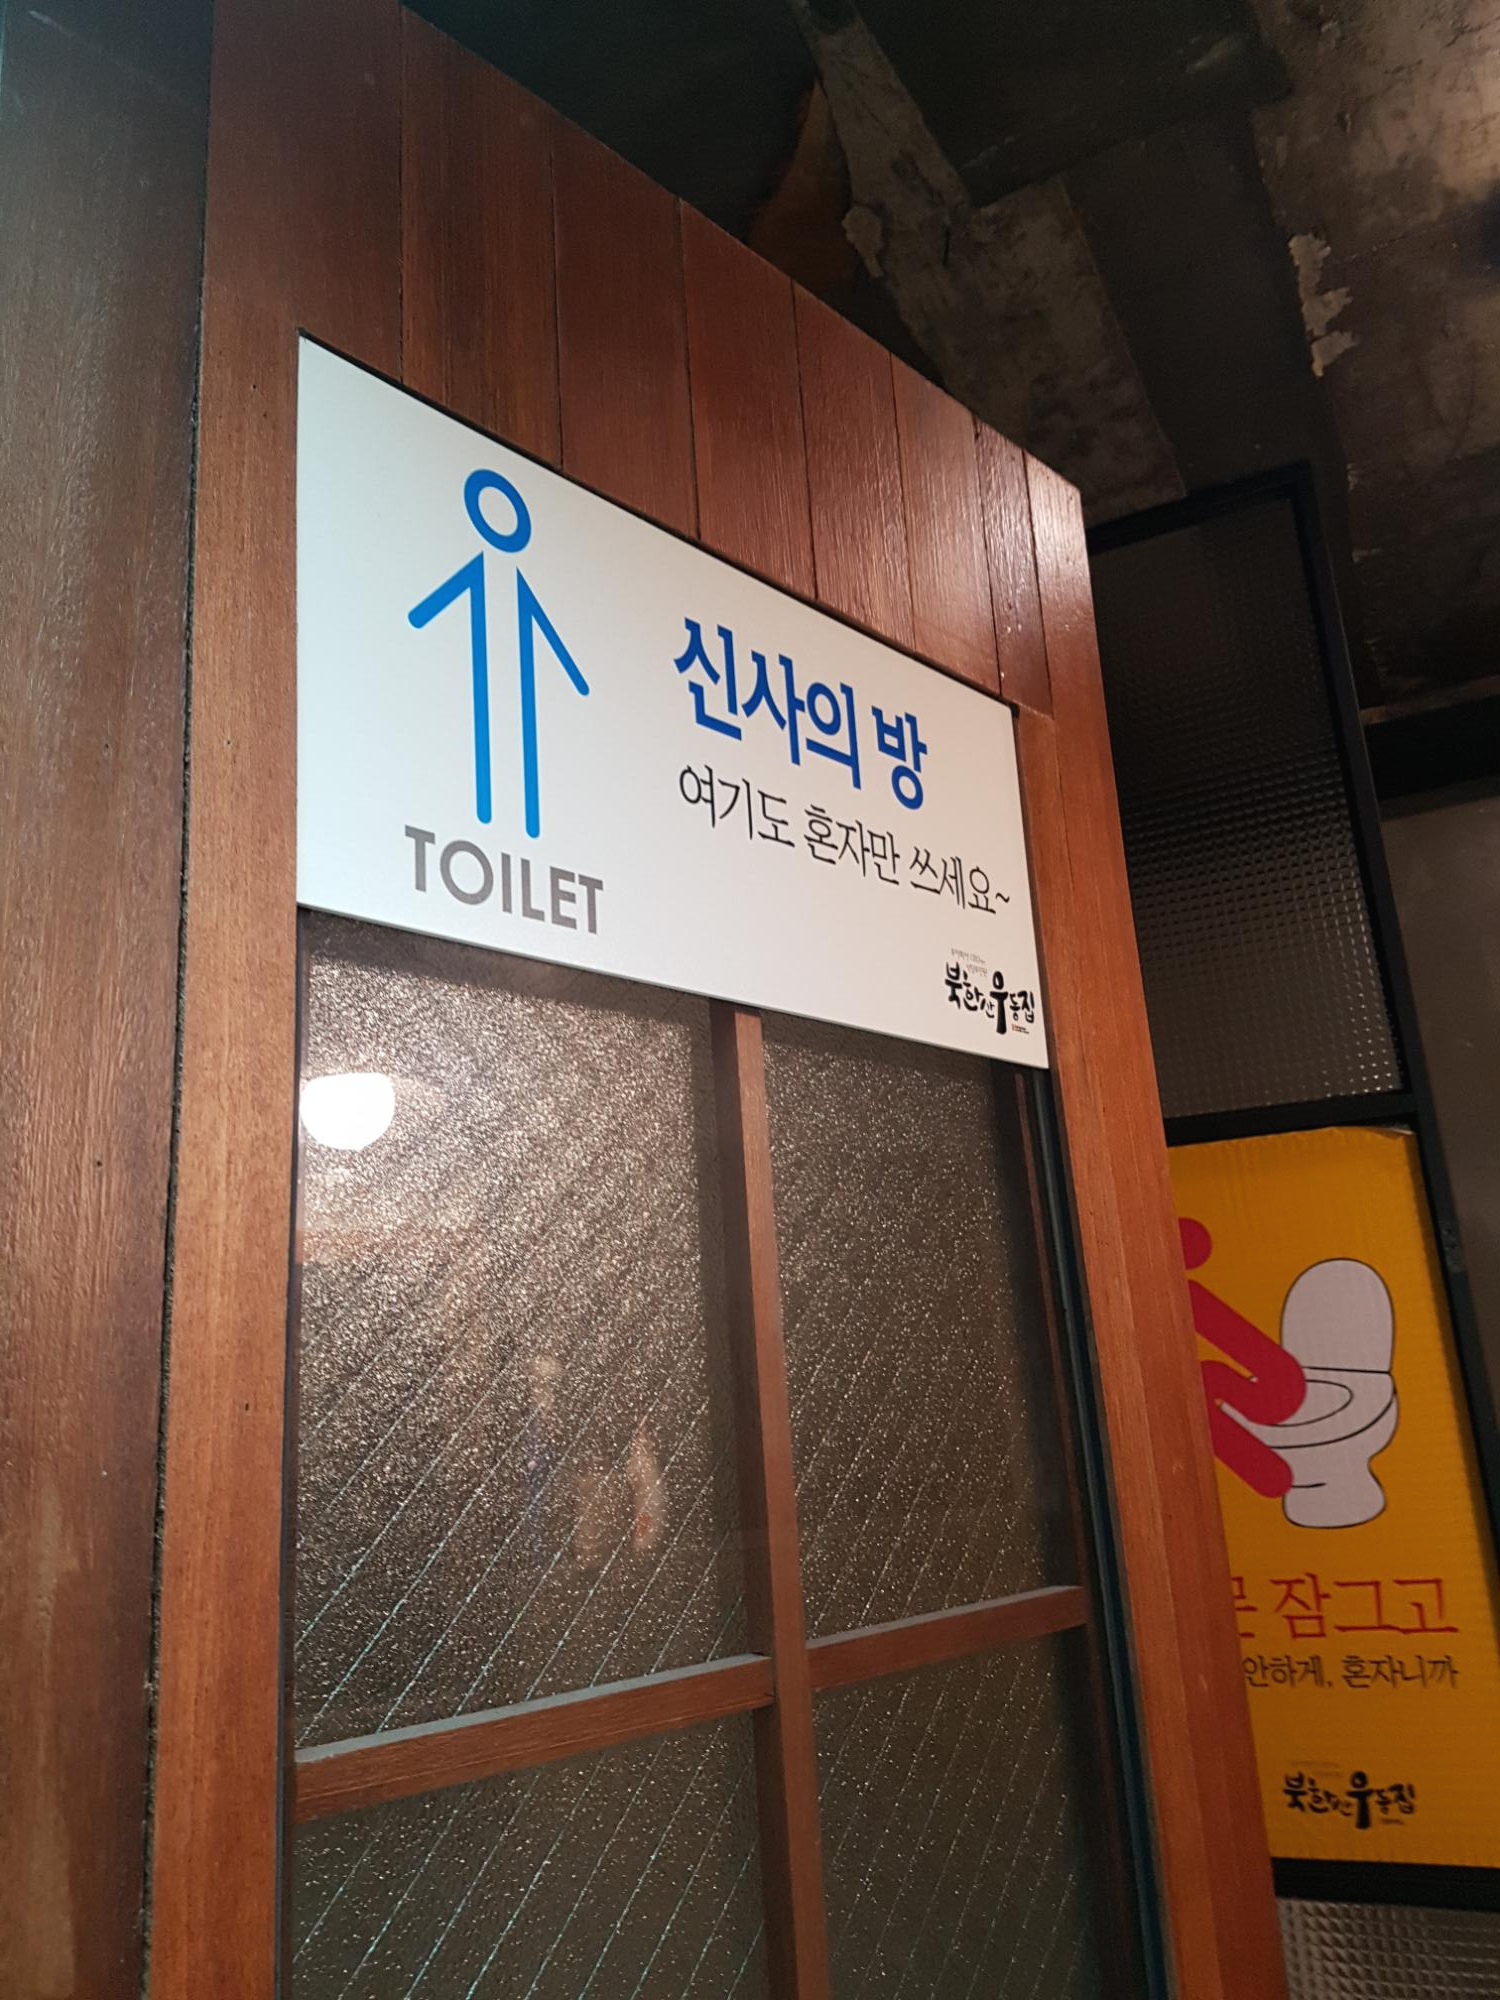 신사의 방
여기도 혼자만 쓰세요~
TOILET
북한산우동집
잠그고
안하게, 혼자니까
북한산우동집